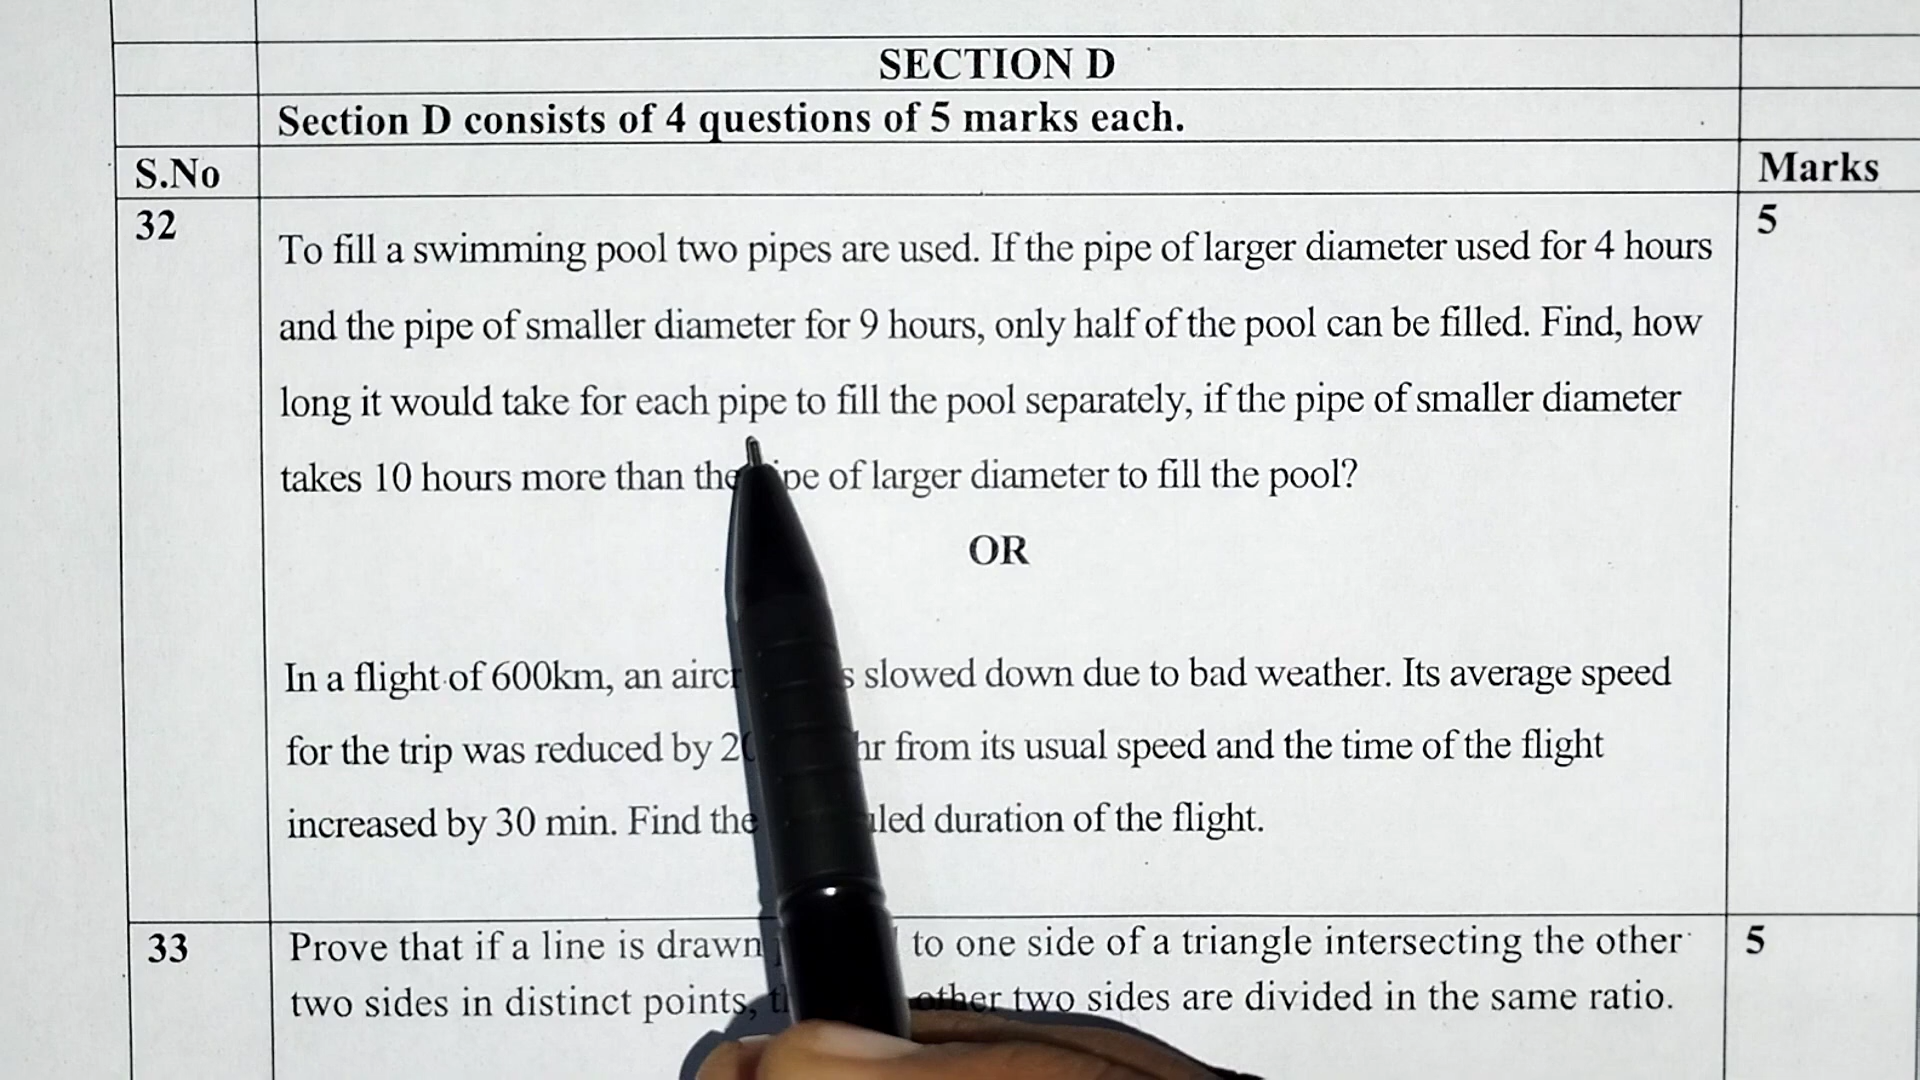 SECTION D
Section D consists of 4 questions of 5 marks each.
S.No Marks
32 5
To fill a swimming pool two pipes are used. If the pipe of larger diameter used for 4 hours
and the pipe of smaller diameter for 9 hours, only half of the pool can be filled. Find, how
long it would take for each pipe to fill the pool separately, if the pipe of smaller diameter
takes 10 hours more than the of larger diameter to fill the pool?
OR
In a flight of 600km, an slowed down due to bad weather. Its average speed
for the trip was reduced by from its usual speed and the time of the flight
increased by 30 min. Find the duration of the flight.
33 Prove that if a line is drawn to one side of a triangle intersecting the other 5
two sides in distinct points, other two sides are divided in the same ratio.